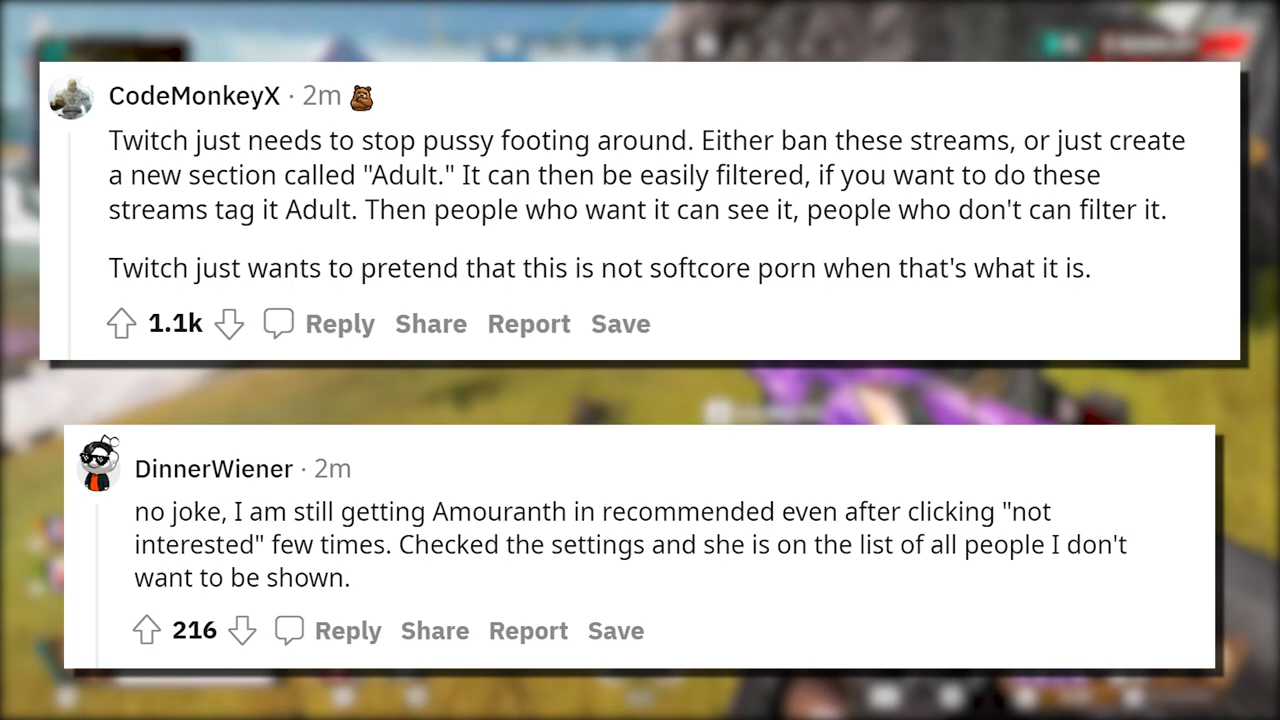 CodeMonkeyX · 2m
Twitch just needs to stop pussy footing around. Either ban these streams, or just create
a new section called "Adult." It can then be easily filtered, if you want to do these
streams tag it Adult. Then people who want it can see it, people who don't can filter it.
Twitch just wants to pretend that this is not softcore porn when that's what it is.
1.1k Reply Share Report Save
DinnerWiener · 2m
no joke, I am still getting Amouranth in recommended even after clicking "not
interested" few times. Checked the settings and she is on the list of all people I don't
want to be shown.
216 Reply Share Report Save